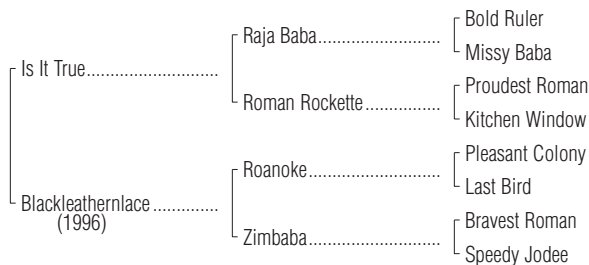 Is It True
Raja Baba
Bold Ruler
Missy Baba
Roman Rockette
Proudest Roman
Kitchen Window
Blackleathernlace
(1996)
Roanoke
Pleasant Colony
Last Bird
Zimbaba
Bravest Roman
Speedy Jodee